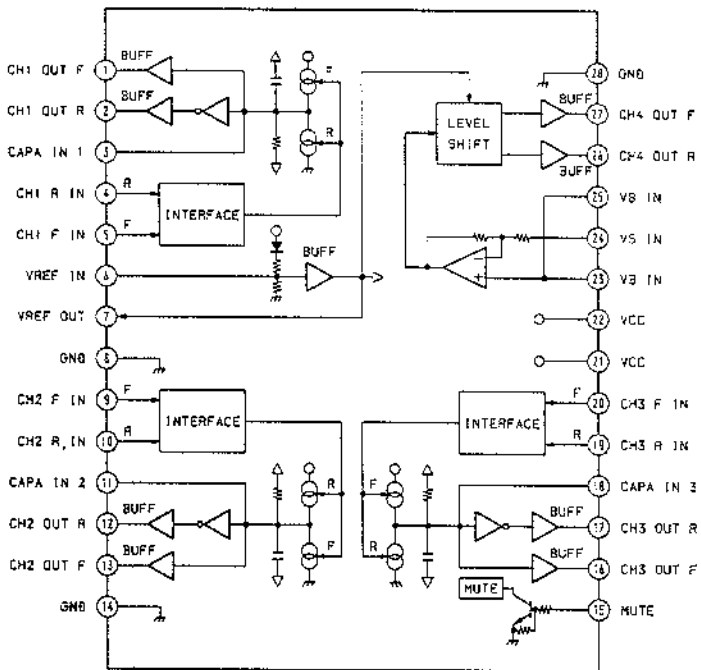 CH1 OUT F 1 BUFF
CH1 OUT R 2 BUFF
CAPA IN 1 3
CH1 R IN 4 R
CH1 F IN 5 F
INTERFACE
VREF IN 6
BUFF
VREF OUT 7
GND 8
CH2 F IN 9 F
CH2 R,IN 10 R
INTERFACE
CAPA IN 2 11
CH2 OUT R 12 BUFF
CH2 OUT F 13 BUFF
GND 14
F
R
R
F
28 GND
BUFF 27 CH4 OUT F
BUFF 26 CH4 OUT R
LEVEL
SHIFT
25 VB IN
24 VS IN
23 VB IN
-
+
22 VCC
21 VCC
F 20 CH3 F IN
R 19 CH3 R IN
INTERFACE
18 CAPA IN 3
BUFF 17 CH3 OUT R
BUFF 16 CH3 OUT F
F
R
MUTE
15 MUTE